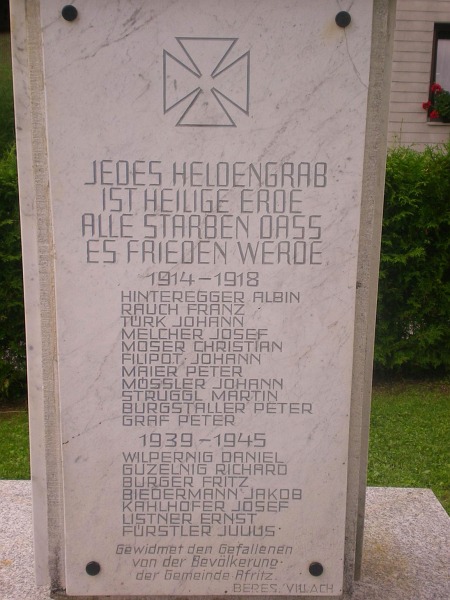 JEDES HELDENGRAB
IST HEILIGE ERDE
ALLE STARBEN DASS
ES FRIEDEN WERDE
1914-1918
HINTEREGGER ALBIN
RAUCH FRANZ
TÜRK JOHANN
MELCHER JOSEF
MOSER CHRISTIAN
FILIPOT JOHANN
MAIER PETER
MÖSSLER JOHANN
STRUGGL MARTIN
BURGSTALLER PETER
GRAF PETER
1939-1945
WILPERNIG DANIEL
GUZELNIG RICHARD
BURGER FRITZ
BIEDERMANN JAKOB
KAHLHOFER JOSEF
LISTNER ERNST
FÜRSTLER JULIUS
Gewidmet den Gefallenen
von der Bevölkerung
der Gemeinde Afritz.
BERES, VILLACH